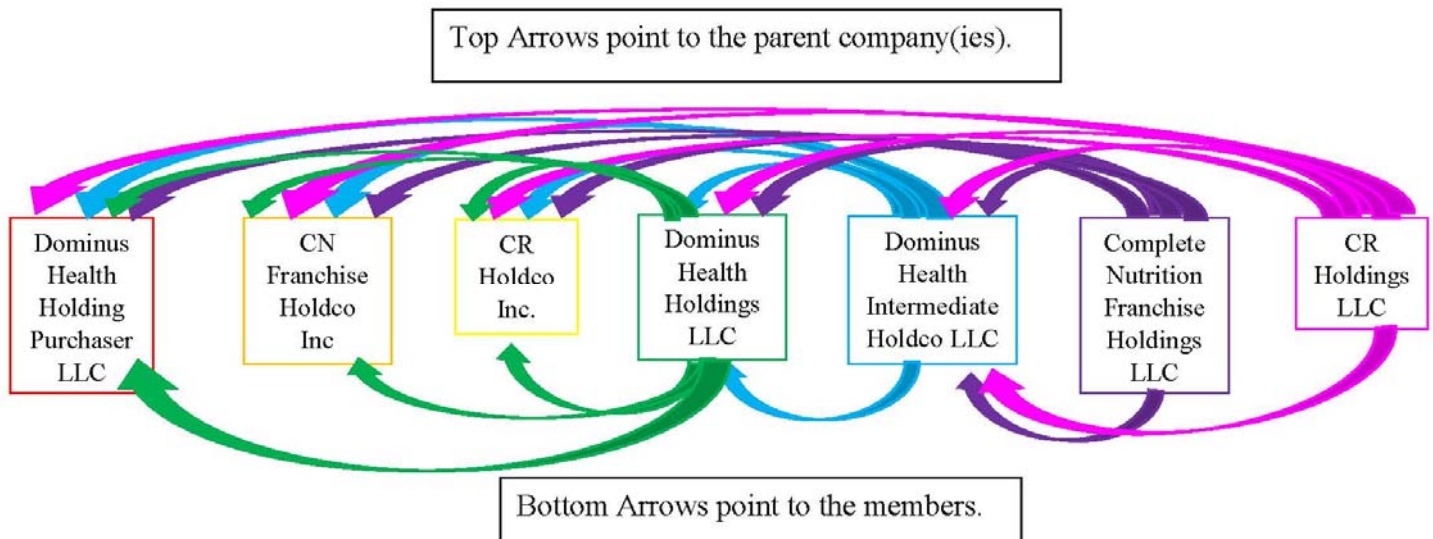 Top Arrows point to the parent company(ies).
Dominus
Health
Holding
Purchaser
LLC
CN
Franchise
Holdco
Inc
CR
Holdco
Inc.
Dominus
Health
Holdings
LLC
Dominus
Health
Intermediate
Holdco LLC
Complete
Nutrition
Franchise
Holdings
LLC
CR
Holdings
LLC
Bottom Arrows point to the members.